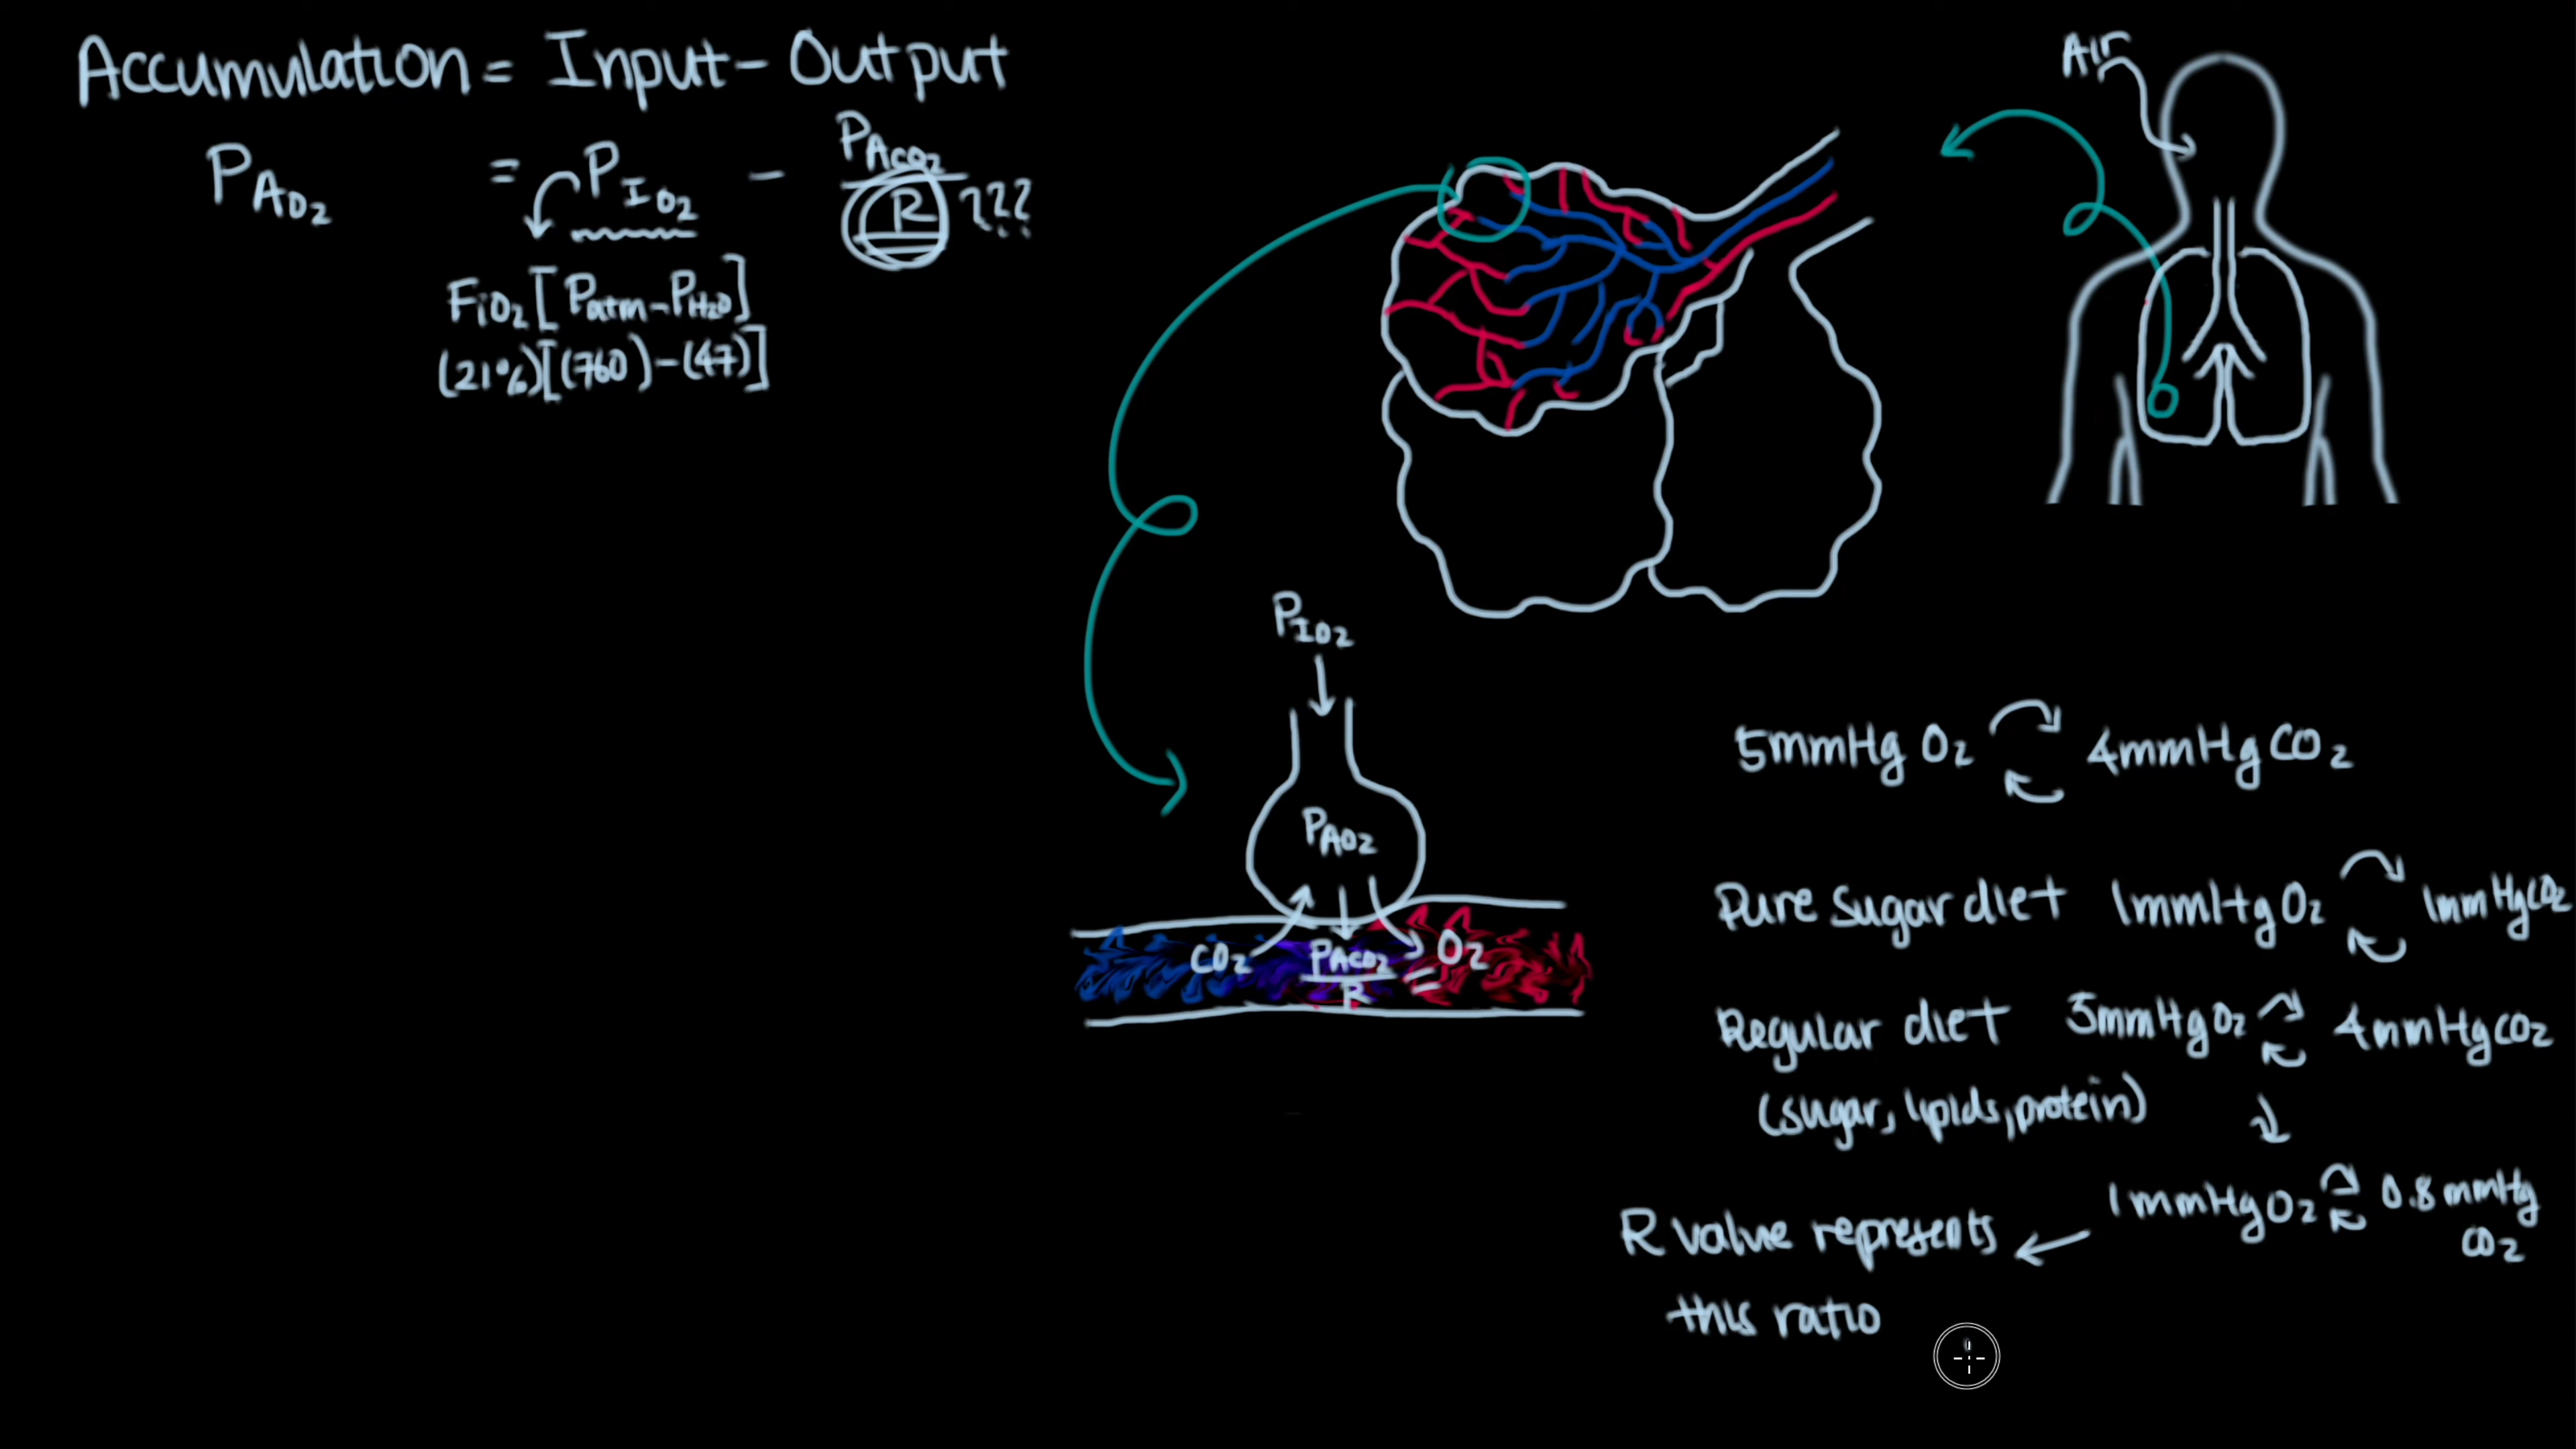 Accumulation = Input - Output
PAO2 = PIO2 - PACO2
R ???
FiO2 [Patm - PH2O]
(21%)[(760) - (47)]
Air
PIO2
PAO2
CO2 PACO2 = O2
R
5mmHg O2 4mmHg CO2
Pure sugar diet 1mmHg O2 1mmHg CO2
Regular diet 5mmHg O2 4mmHg CO2
(sugar, lipids, protein)
1mmHg O2 0.8 mmHg
CO2
R value represents
this ratio